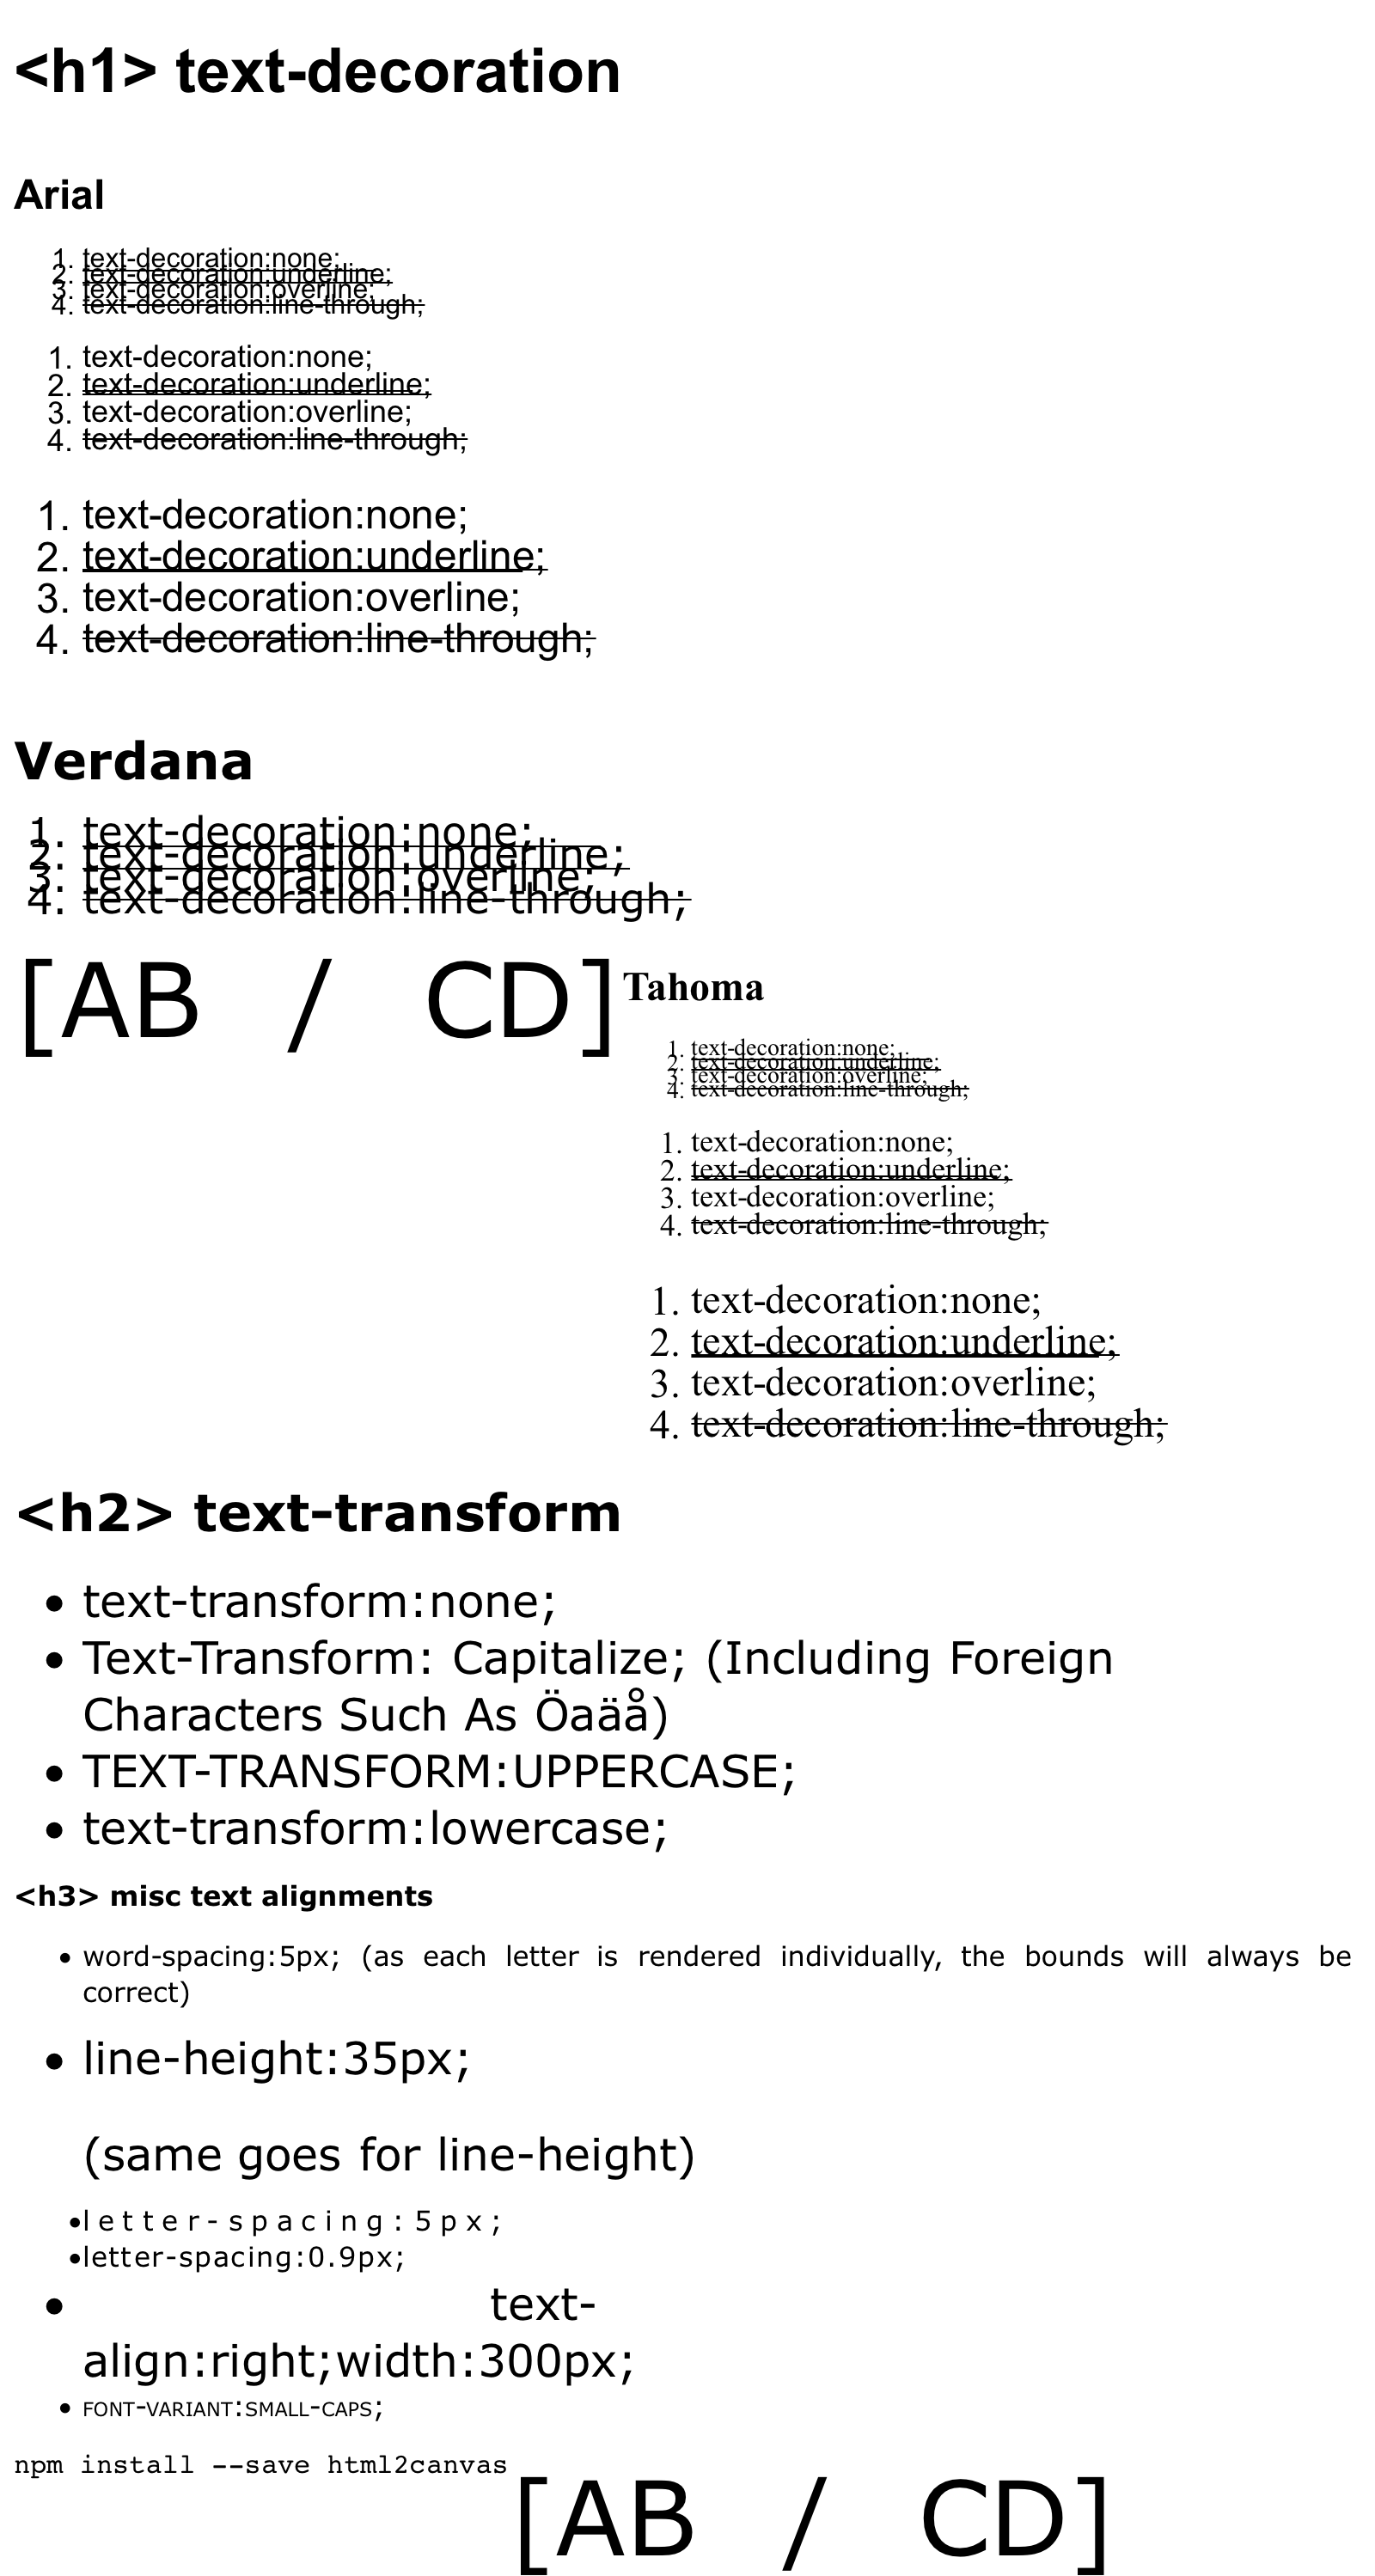 <h1> text-decoration
Arial
1. text-decoration:none;
2. text-decoration:underline;
3. text-decoration:overline;
4. text-decoration:line-through;
1. text-decoration:none;
2. text-decoration:underline;
3. text-decoration:overline;
4. text-decoration:line-through;
1. text-decoration:none;
2. text-decoration:underline;
3. text-decoration:overline;
4. text-decoration:line-through;
Verdana
1. text-decoration:none;
2. text-decoration:underline;
3. text-decoration:overline;
4. text-decoration:line-through;
[AB / CD]
Tahoma
1. text-decoration:none;
2. text-decoration:underline;
3. text-decoration:overline;
4. text-decoration:line-through;
1. text-decoration:none;
2. text-decoration:underline;
3. text-decoration:overline;
4. text-decoration:line-through;
1. text-decoration:none;
2. text-decoration:underline;
3. text-decoration:overline;
4. text-decoration:line-through;
<h2> text-transform
• text-transform:none;
• Text-Transform: Capitalize; (Including Foreign
Characters Such As Öaäå)
• TEXT-TRANSFORM:UPPERCASE;
• text-transform:lowercase;
<h3> misc text alignments
• word-spacing:5px; (as each letter is rendered individually, the bounds will always be
correct)
• line-height:35px;
(same goes for line-height)
• letter-spacing:5px;
• letter-spacing:0.9px;
• text-
align:right;width:300px;
• FONT-VARIANT:SMALL-CAPS;
npm install --save html2canvas
[AB / CD]